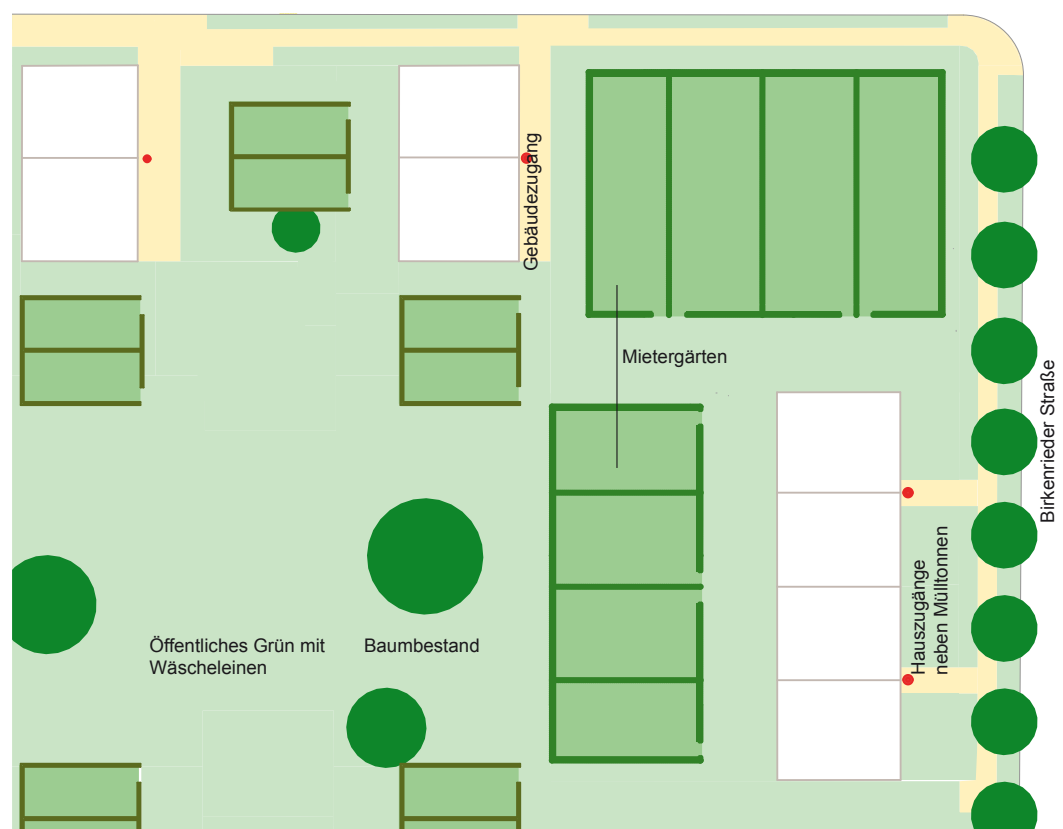 Gebäudezugang
Mietergärten
Birkenrieder Straße
Hauszugänge
neben Mülltonnen
Öffentliches Grün mit
Wäscheleinen
Baumbestand